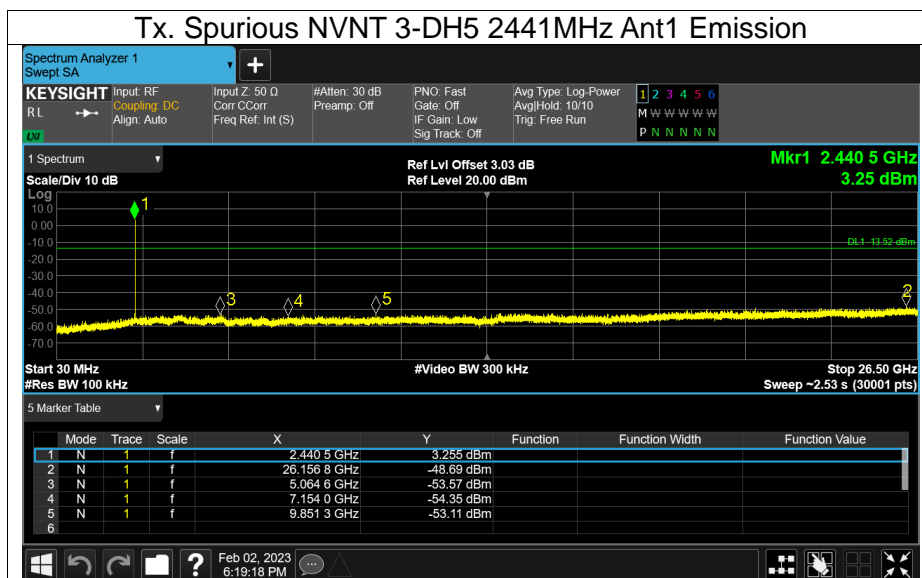 Tx. Spurious NVNT 3-DH5 2441MHz Ant1 Emission
Spectrum Analyzer 1
Swept SA
+
KEYSIGHT Input: RF Input Z: 50 Ω #Atten: 30 dB PNO: Fast Avg Type: Log-Power 1 2 3 4 5 6
RL Coupling: DC Corr CCorr Preamp: Off Gate: Off Avg|Hold: 10/10 M W W W W W
Align: Auto Freq Ref: Int (S) IF Gain: Low Trig: Free Run
LXI Sig Track: Off P N N N N N
1 Spectrum Ref Lvl Offset 3.03 dB Mkr1 2.440 5 GHz
Scale/Div 10 dB Ref Level 20.00 dBm 3.25 dBm
Log
10.0 1
0.00
-10.0 DL1 -13.52 dBm
-20.0
-30.0
-40.0 3 4 5 2
-50.0
-60.0
-70.0
Start 30 MHz #Video BW 300 kHz Stop 26.50 GHz
#Res BW 100 kHz Sweep ~2.53 s (30001 pts)
5 Marker Table
Mode Trace Scale X Y Function Function Width Function Value
1 N 1 f 2.440 5 GHz 3.255 dBm
2 N 1 f 26.156 8 GHz -48.69 dBm
3 N 1 f 5.064 6 GHz -53.57 dBm
4 N 1 f 7.154 0 GHz -54.35 dBm
5 N 1 f 9.851 3 GHz -53.11 dBm
6
? Feb 02, 2023
6:19:18 PM